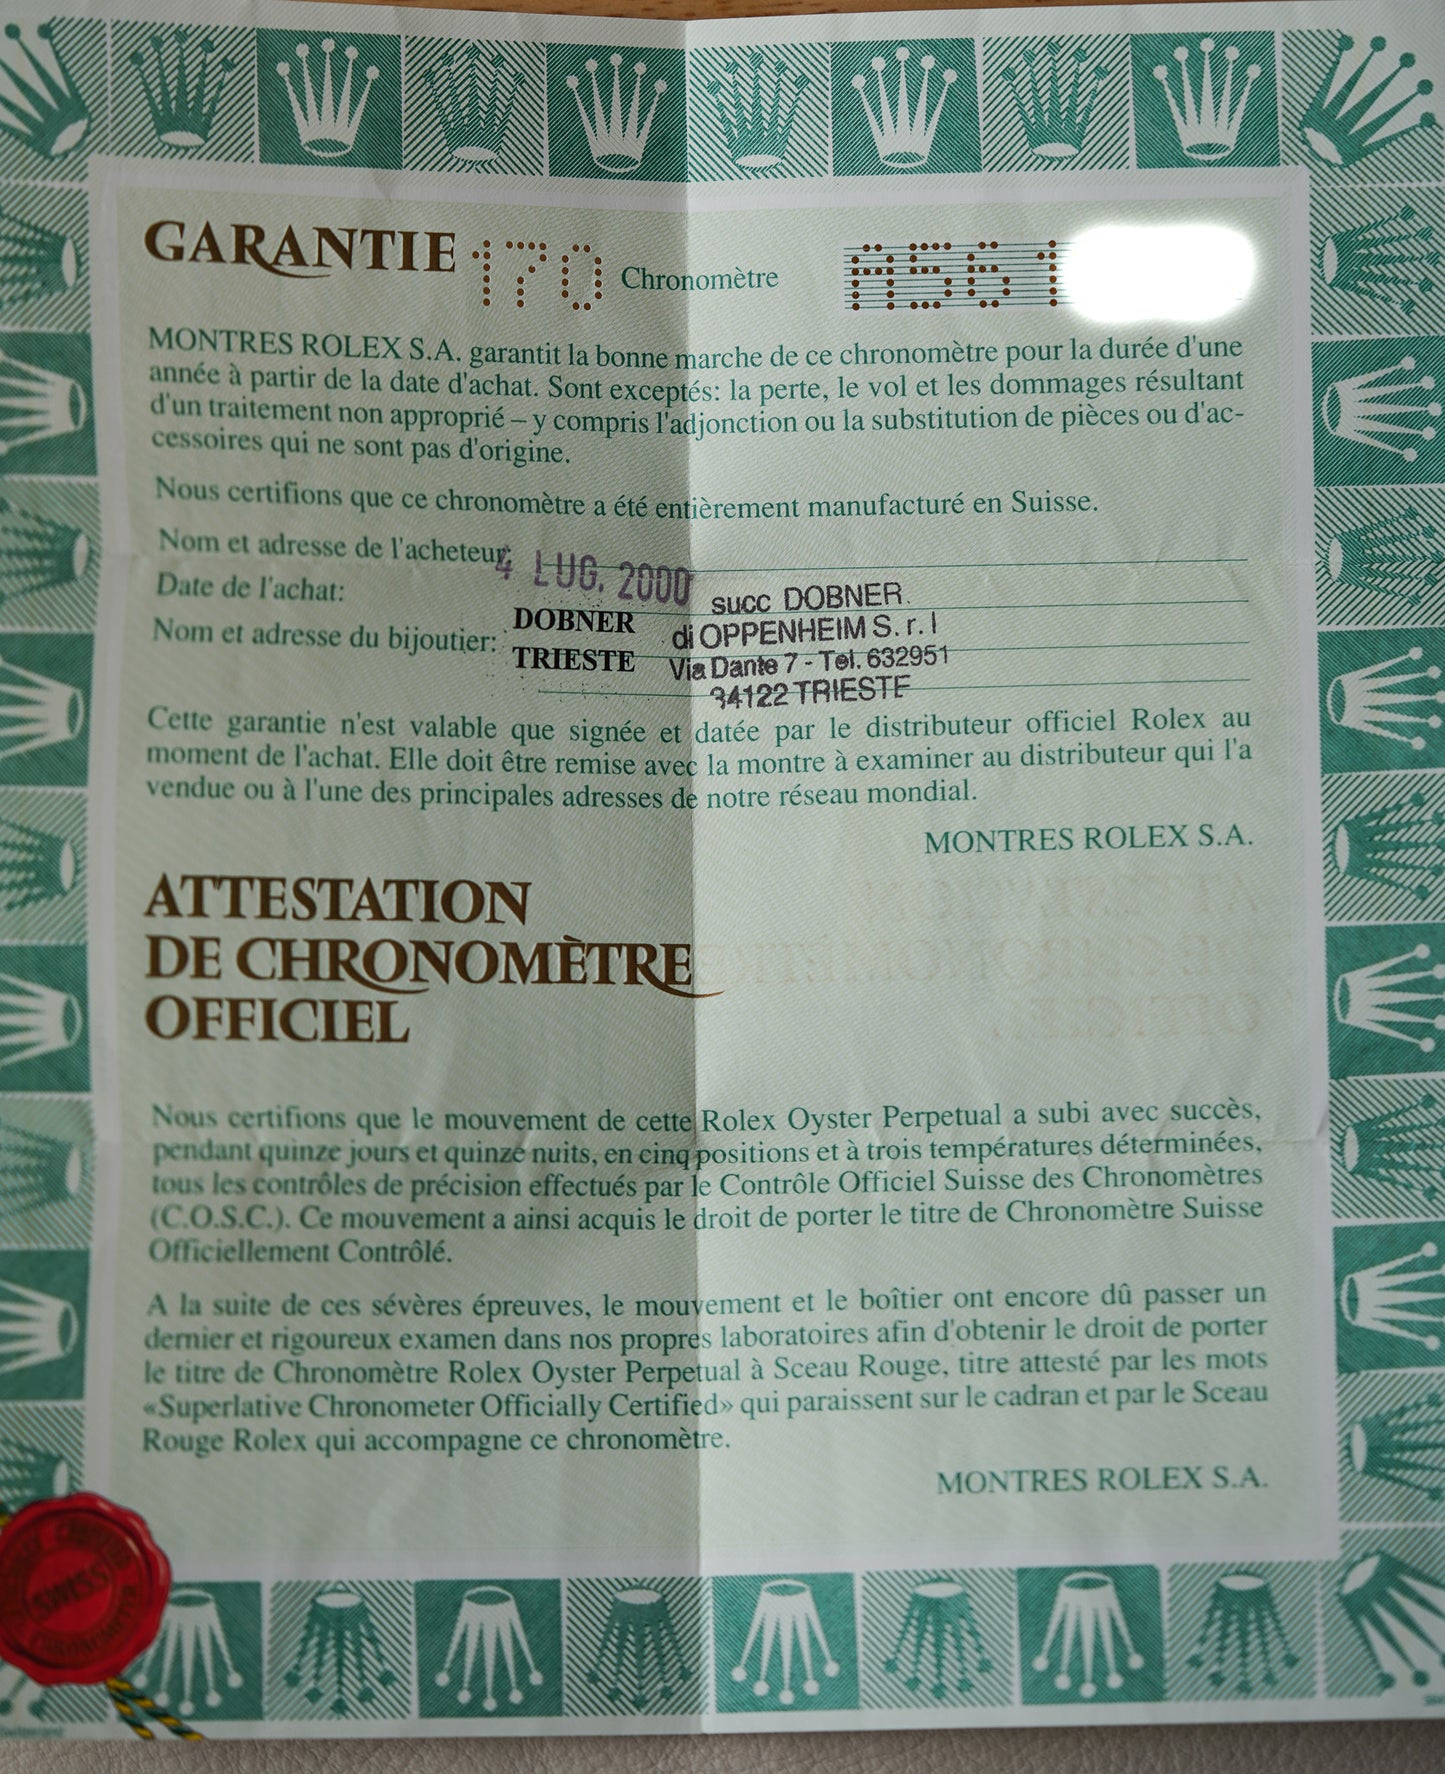 GARANTIE 170 Chronomètre A561
MONTRES ROLEX S.A. garantit la bonne marche de ce chronomètre pour la durée d'une
année à partir de la date d'achat. Sont exceptés: la perte, le vol et les dommages résultant
d'un traitement non approprié – y compris l'adjonction ou la substitution de pièces ou d'ac-
cessoires qui ne sont pas d'origine.
Nous certifions que ce chronomètre a été entièrement manufacturé en Suisse.
Nom et adresse de l'acheteur:
4 LUG. 2000
Date de l'achat:
Nom et adresse du bijoutier:
DOBNER
TRIESTE
succ DOBNER
di OPPENHEIM S. r. l
Via Dante 7 - Tel. 632951
34122 TRIESTE
Cette garantie n'est valable que signée et datée par le distributeur officiel Rolex au
moment de l'achat. Elle doit être remise avec la montre à examiner au distributeur qui l'a
vendue ou à l'une des principales adresses de notre réseau mondial.
MONTRES ROLEX S.A.
ATTESTATION
DE CHRONOMÈTRE
OFFICIEL
Nous certifions que le mouvement de cette Rolex Oyster Perpetual a subi avec succès,
pendant quinze jours et quinze nuits, en cinq positions et à trois températures déterminées,
tous les contrôles de précision effectués par le Contrôle Officiel Suisse des Chronomètres
(C.O.S.C.). Ce mouvement a ainsi acquis le droit de porter le titre de Chronomètre Suisse
Officiellement Contrôlé.
A la suite de ces sévères épreuves, le mouvement et le boîtier ont encore dû passer un
dernier et rigoureux examen dans nos propres laboratoires afin d'obtenir le droit de porter
le titre de Chronomètre Rolex Oyster Perpetual à Sceau Rouge, titre attesté par les mots
«Superlative Chronometer Officially Certified» qui paraissent sur le cadran et par le Sceau
Rouge Rolex qui accompagne ce chronomètre.
MONTRES ROLEX S.A.
SWISS
CHRONOMETER